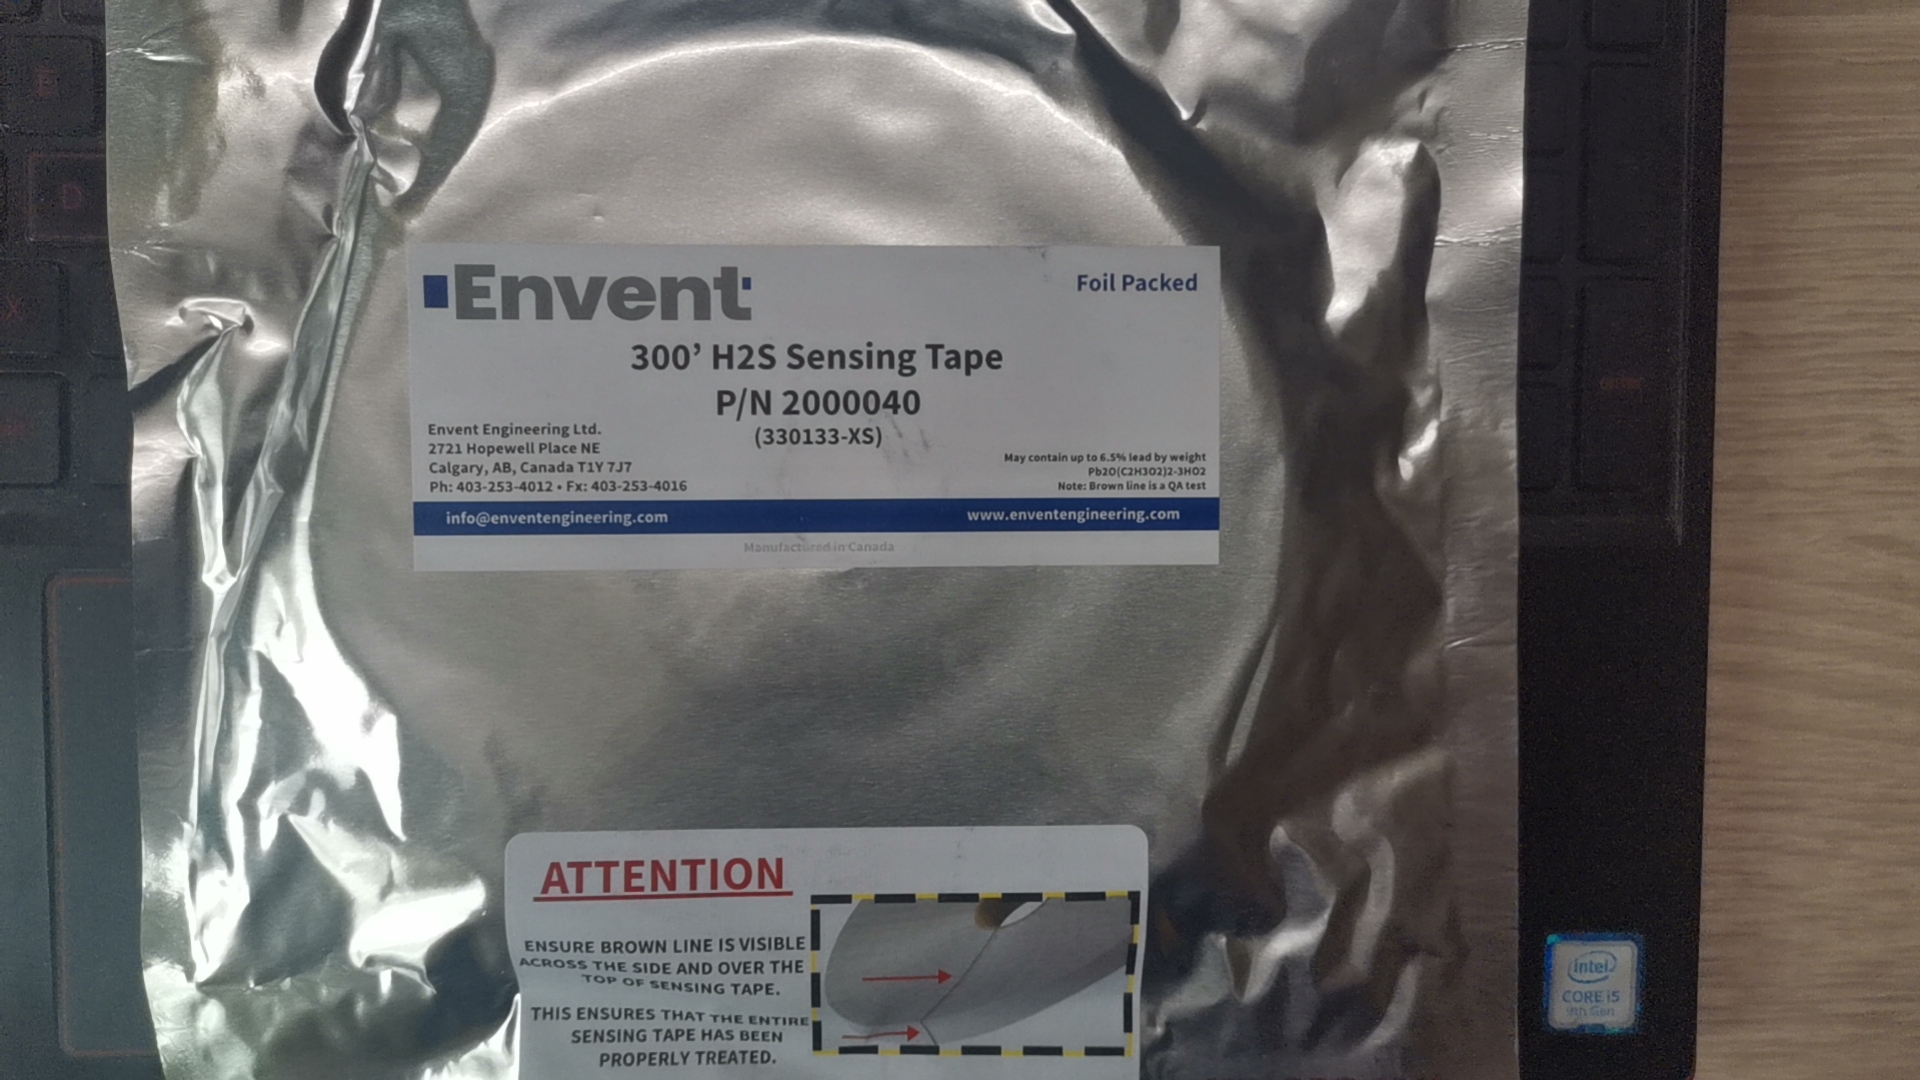 Envent
Foil Packed
300’ H2S Sensing Tape
P/N 2000040
(330133-XS)
Envent Engineering Ltd.
2721 Hopewell Place NE
Calgary, AB, Canada T1Y 7J7
Ph: 403-253-4012 • Fx: 403-253-4016
May contain up to 6.5% lead by weight
Pb2O(C2H3O2)2-3HO2
Note: Brown line is a QA test
info@enventengineering.com
www.enventengineering.com
Manufactured in Canada
ATTENTION
ENSURE BROWN LINE IS VISIBLE
ACROSS THE SIDE AND OVER THE
TOP OF SENSING TAPE.
THIS ENSURES THAT THE ENTIRE
SENSING TAPE HAS BEEN
PROPERLY TREATED.
intel
CORE i5
9th Gen
D
X